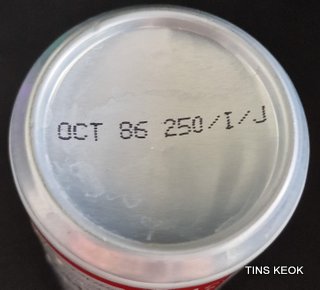 OCT 86 250/I/J
TINS KEOK